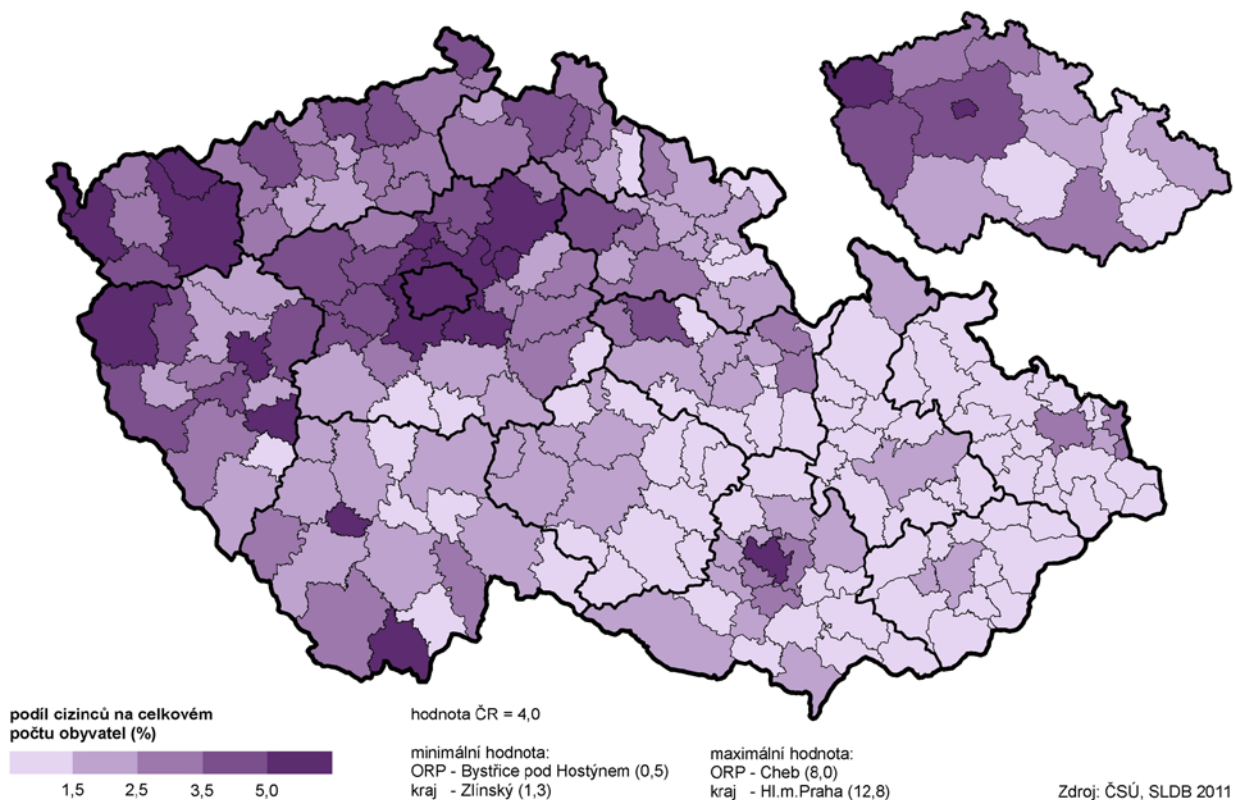 podíl cizinců na celkovém
počtu obyvatel (%)
1,5 2,5 3,5 5,0
hodnota ČR = 4,0
minimální hodnota:
ORP - Bystřice pod Hostýnem (0,5)
kraj - Zlínský (1,3)
maximální hodnota:
ORP - Cheb (8,0)
kraj - Hl.m.Praha (12,8)
Zdroj: ČSÚ, SLDB 2011